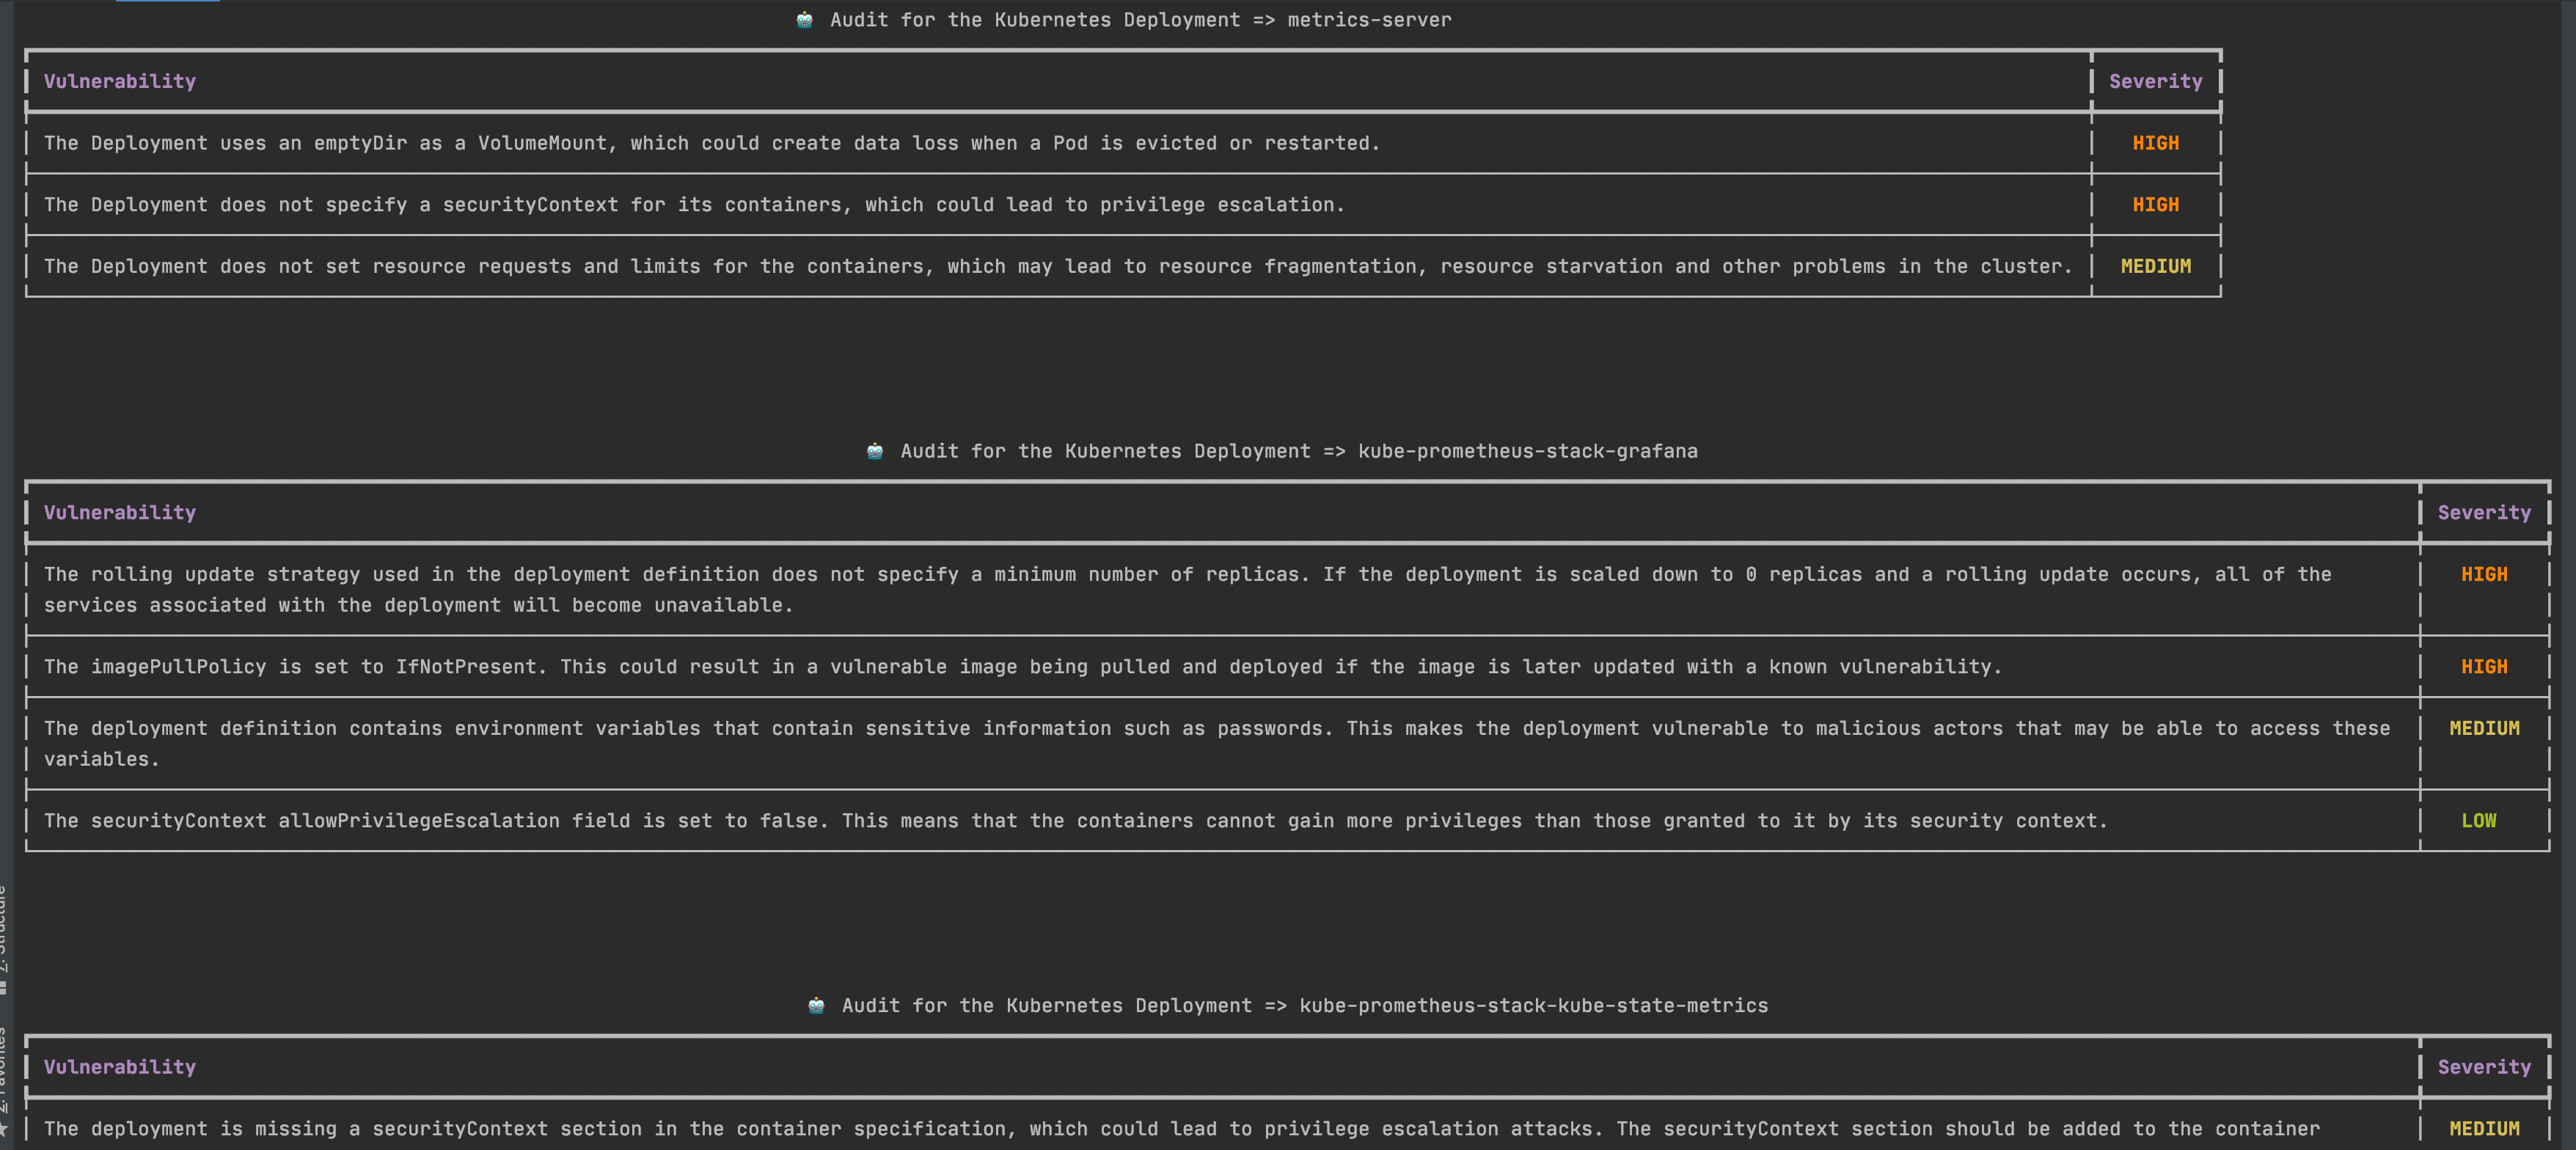 🤖 Audit for the Kubernetes Deployment => metrics-server
Vulnerability Severity
The Deployment uses an emptyDir as a VolumeMount, which could create data loss when a Pod is evicted or restarted. HIGH
The Deployment does not specify a securityContext for its containers, which could lead to privilege escalation. HIGH
The Deployment does not set resource requests and limits for the containers, which may lead to resource fragmentation, resource starvation and other problems in the cluster. MEDIUM
🤖 Audit for the Kubernetes Deployment => kube-prometheus-stack-grafana
Vulnerability Severity
The rolling update strategy used in the deployment definition does not specify a minimum number of replicas. If the deployment is scaled down to 0 replicas and a rolling update occurs, all of the HIGH
services associated with the deployment will become unavailable.
The imagePullPolicy is set to IfNotPresent. This could result in a vulnerable image being pulled and deployed if the image is later updated with a known vulnerability. HIGH
The deployment definition contains environment variables that contain sensitive information such as passwords. This makes the deployment vulnerable to malicious actors that may be able to access these MEDIUM
variables.
The securityContext allowPrivilegeEscalation field is set to false. This means that the containers cannot gain more privileges than those granted to it by its security context. LOW
🤖 Audit for the Kubernetes Deployment => kube-prometheus-stack-kube-state-metrics
Vulnerability Severity
The deployment is missing a securityContext section in the container specification, which could lead to privilege escalation attacks. The securityContext section should be added to the container MEDIUM